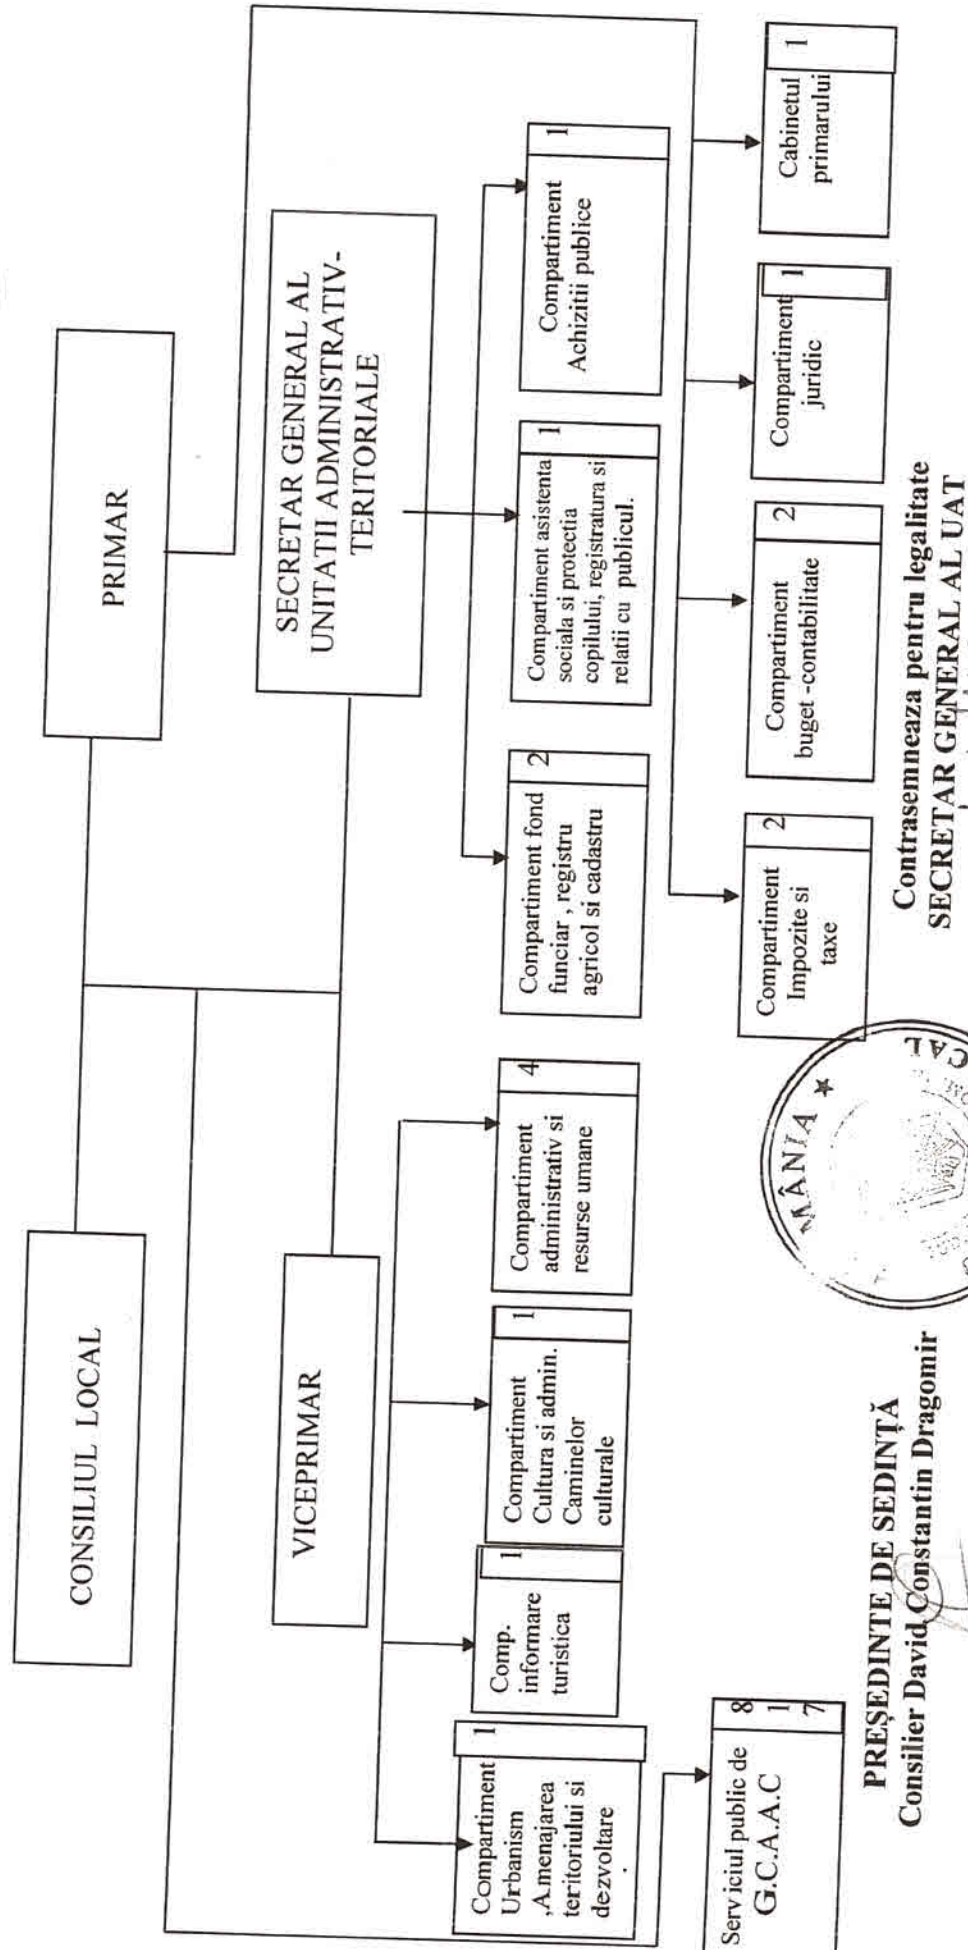 CONSILIUL LOCAL
PRIMAR
VICEPRIMAR
SECRETAR GENERAL AL
UNITATII ADMINISTRATIV-
TERITORIALE
Compartiment
Urbanism
,Amenajarea
teritoriului si
dezvoltare
.
1
Comp.
informare
turistica
1
Compartiment
Cultura si admin.
Caminelor
culturale
1
Compartiment
administrativ si
resurse umane
4
Compartiment fond
funciar , registru
agricol si cadastru
2
Compartiment asistenta
sociala si protectia
copilului, registratura si
relatii cu publicul.
1
Compartiment
Achizitii publice
1
Serviciul public de
G.C.A.A.C
8
1
7
Compartiment
Impozite si
taxe
2
Compartiment
buget -contabilitate
2
Compartiment
juridic
1
Cabinetul
primarului
1
PREȘEDINTE DE SEDINȚĂ
Consilier David Constantin Dragomir
MÂNIA ★
CAL
Contrasemneaza pentru legalitate
SECRETAR GENERAL AL UAT